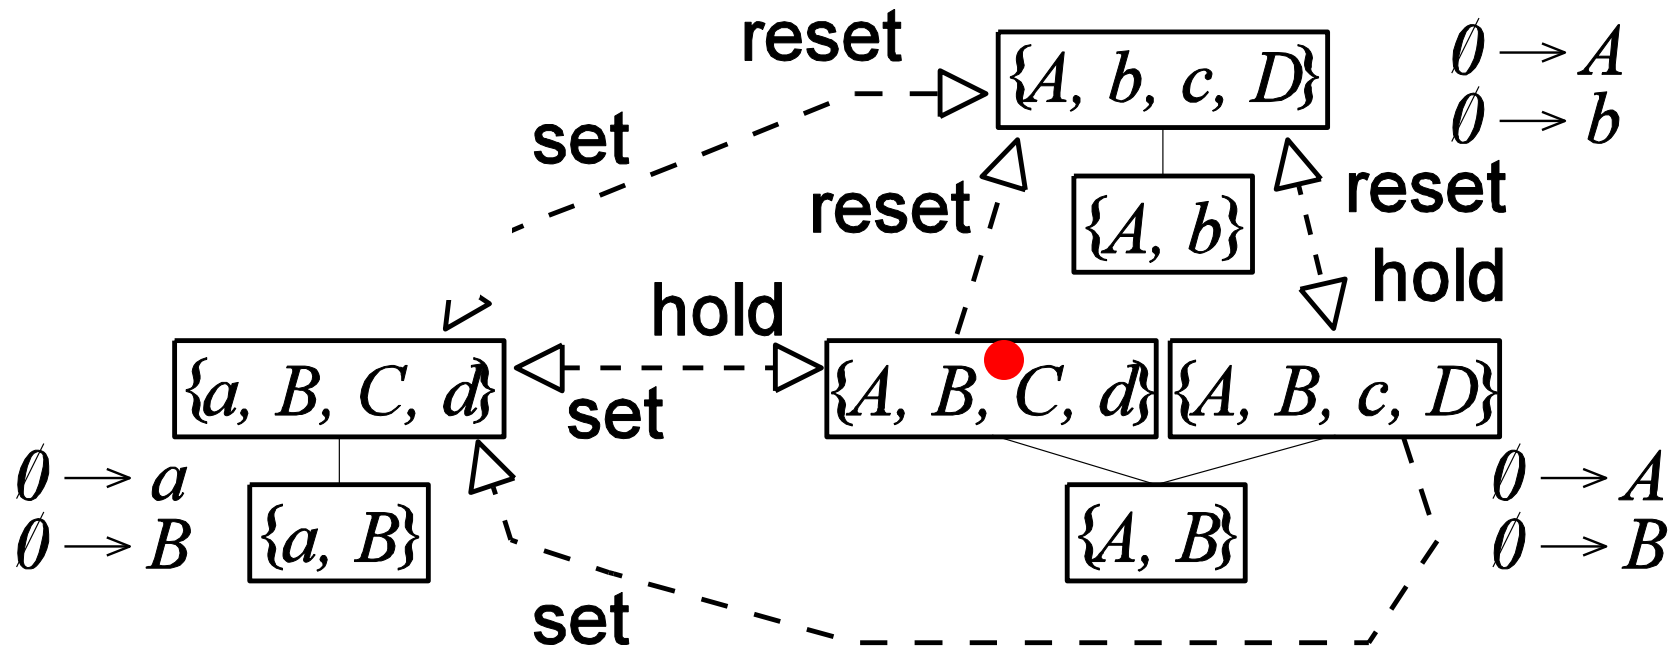 reset
{A, b, c, D}
∅ → A
∅ → b
set
reset
{A, b}
reset
hold
hold
set
{a, B, C, d}
{A, B, C, d}
{A, B, c, D}
∅ → a
∅ → B
{a, B}
{A, B}
∅ → A
∅ → B
set